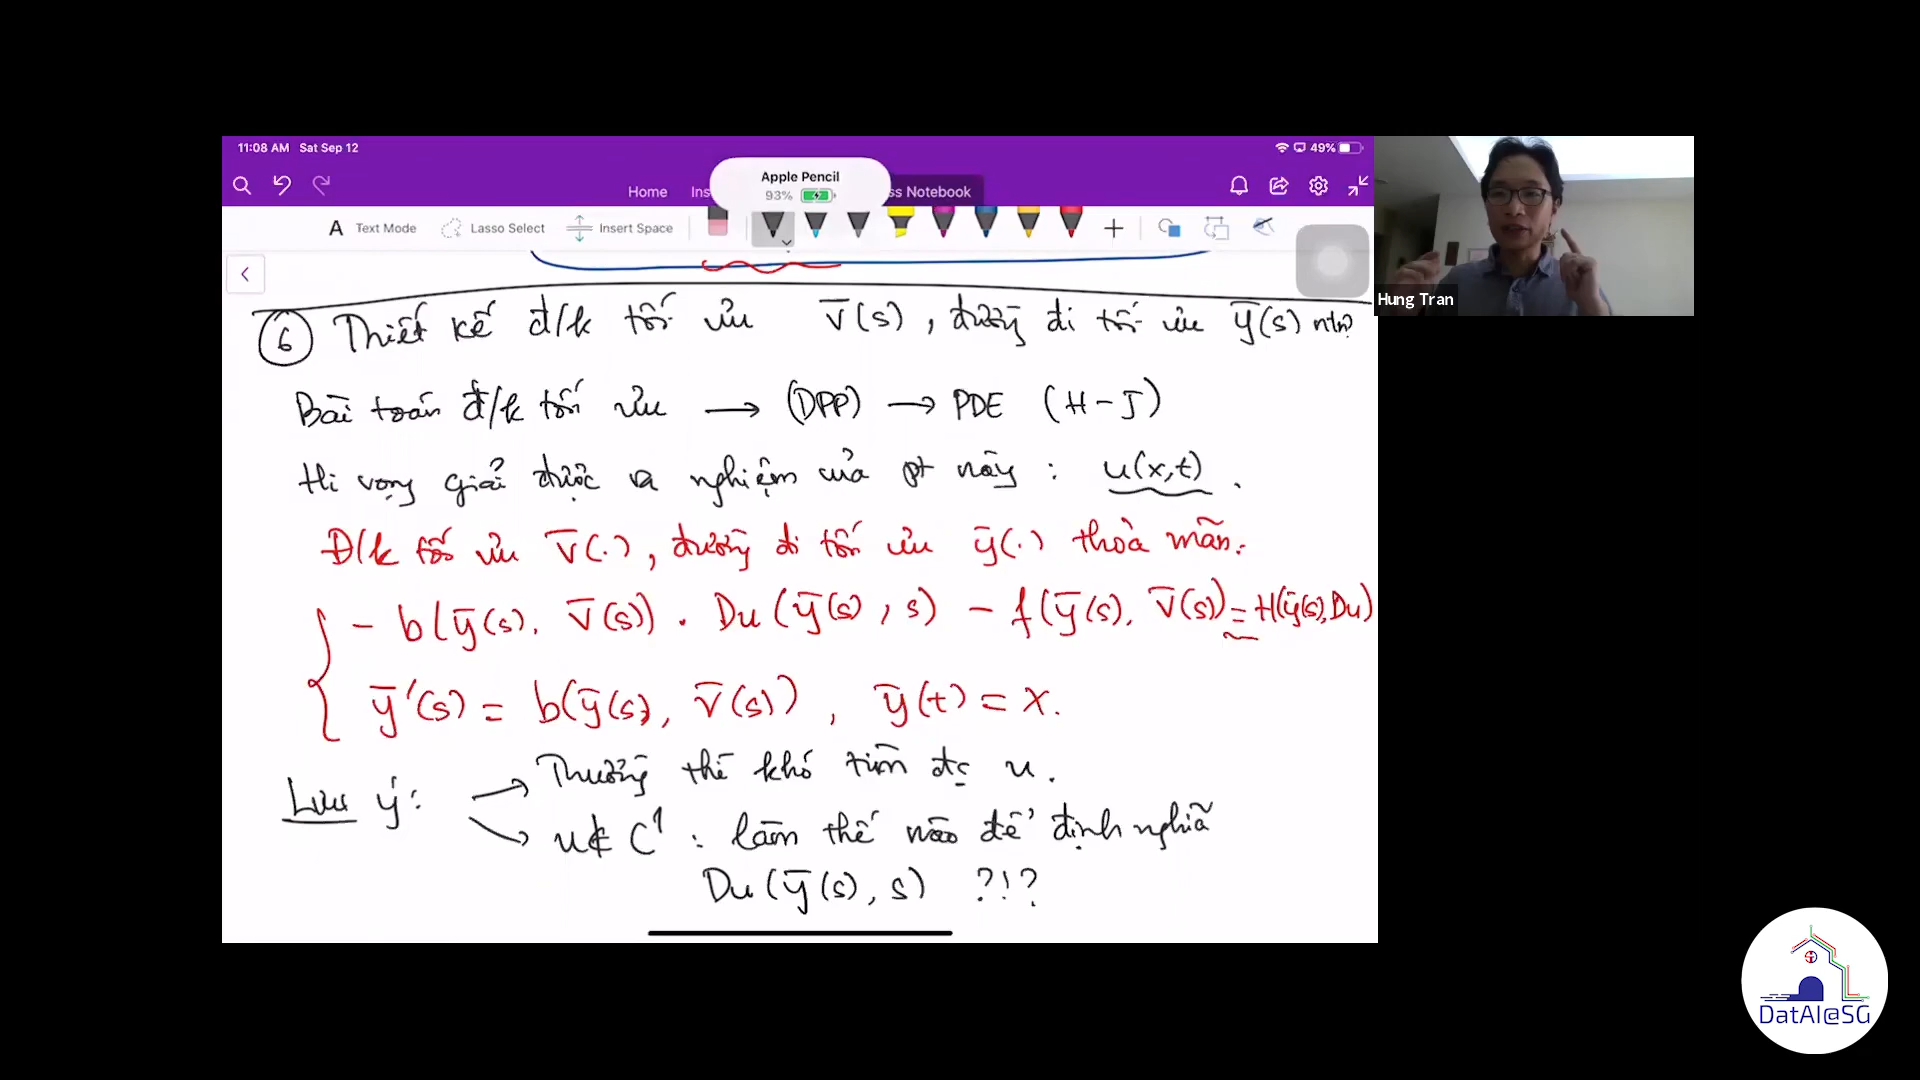 11:08 AM Sat Sep 12
49%
Apple Pencil
93%
Home Ins ss Notebook
A Text Mode Lasso Select Insert Space
Hung Tran
⑥ Thiết kế đ/k tối ưu v̄(s), đường đi tối ưu ȳ(s) như
Bài toán đ/k tối ưu → (DPP) → PDE (H-J)
Hi vọng giải được ra nghiệm của pt này : u(x,t).
Đ/k tối ưu v̄(.), đường đi tối ưu ȳ(.) thỏa mãn:
- b(ȳ(s), v̄(s)) . Du(ȳ(s), s) - f(ȳ(s), v̄(s)) = H(ȳ(s), Du)
ȳ'(s) = b(ȳ(s), v̄(s)), ȳ(t) = x.
Lưu ý: → Thường thì khó tìm đc u.
→ u ∉ C¹ : làm thế nào để định nghĩa
Du(ȳ(s), s) ?!?
DatAI@SG